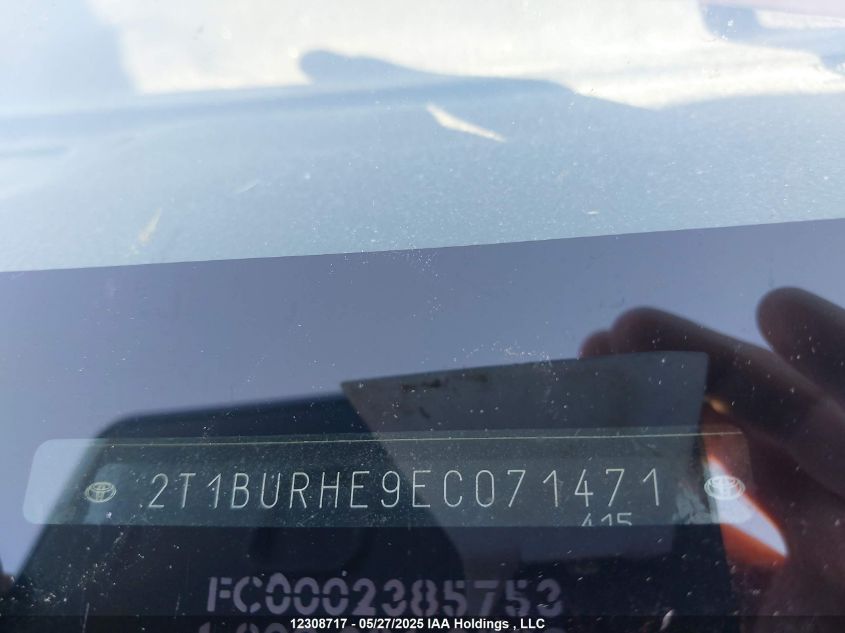 2T1BURHE9EC071471
415
FC0002385753
12308717 - 05/27/2025 IAA Holdings , LLC